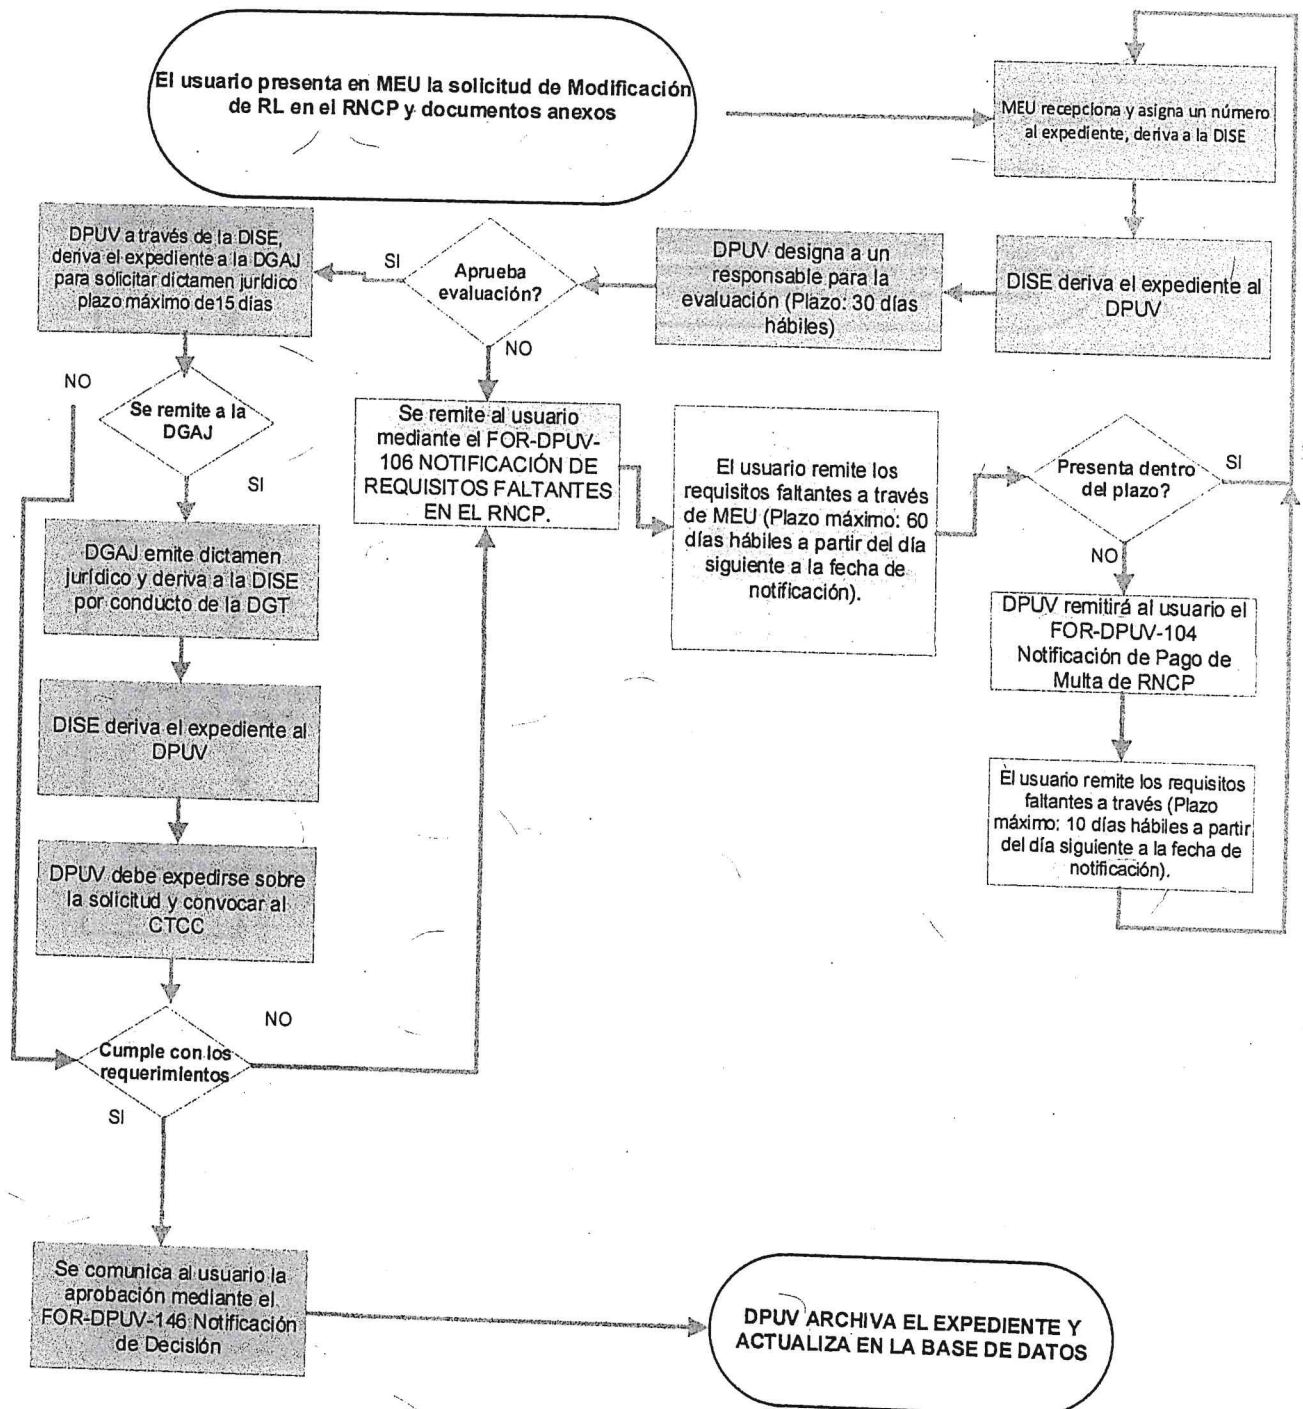 El usuario presenta en MEU la solicitud de Modificación
de RL en el RNCP y documentos anexos
MEU recepciona y asigna un número
al expediente, deriva a la DISE
DISE deriva el expediente al
DPUV
DPUV designa a un
responsable para la
evaluación (Plazo: 30 días
hábiles)
Aprueba
evaluación?
SI
NO
DPUV a través de la DISE,
deriva el expediente a la DGAJ
para solicitar dictamen jurídico
plazo máximo de15 días
NO
Se remite a la
DGAJ
SI
DGAJ emite dictamen
jurídico y deriva a la DISE
por conducto de la DGT
DISE deriva el expediente al
DPUV
DPUV debe expedirse sobre
la solicitud y convocar al
CTCC
Cumple con los
requerimientos
NO
SI
Se remite al usuario
mediante el FOR-DPUV-
106 NOTIFICACIÓN DE
REQUISITOS FALTANTES
EN EL RNCP.
El usuario remite los
requisitos faltantes a través
de MEU (Plazo máximo: 60
días hábiles a partir del día
siguiente a la fecha de
notificación).
Presenta dentro
del plazo?
SI
NO
DPUV remitirá al usuario el
FOR-DPUV-104
Notificación de Pago de
Multa de RNCP
El usuario remite los requisitos
faltantes a través (Plazo
máximo: 10 días hábiles a partir
del día siguiente a la fecha de
notificación).
Se comunica al usuario la
aprobación mediante el
FOR-DPUV-146 Notificación
de Decisión
DPUV ARCHIVA EL EXPEDIENTE Y
ACTUALIZA EN LA BASE DE DATOS